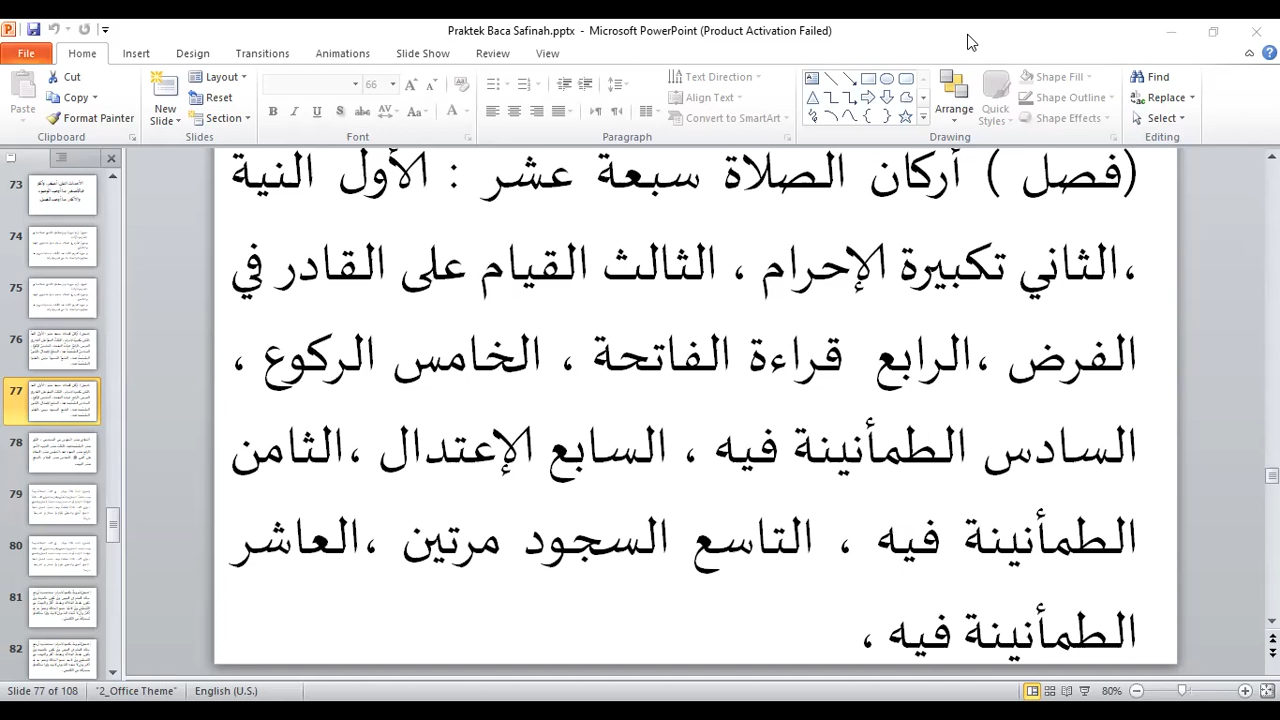 Praktek Baca Safinah.pptx - Microsoft PowerPoint (Product Activation Failed)
File Home Insert Design Transitions Animations Slide Show Review View
Paste
Cut
Copy
Format Painter
Clipboard
New Slide
Layout
Reset
Section
Slides
66
Font
Paragraph
Text Direction
Align Text
Convert to SmartArt
Arrange
Quick Styles
Shape Fill
Shape Outline
Shape Effects
Drawing
Find
Replace
Select
Editing
73
74
75
76
77
78
79
80
81
82
(فصل ) أركان الصلاة سبعة عشر : الأول النية
،الثاني تكبيرة الإحرام ، الثالث القيام على القادر في
الفرض ،الرابع قراءة الفاتحة ، الخامس الركوع ،
السادس الطمأنينة فيه ، السابع الإعتدال ،الثامن
الطمأنينة فيه ، التاسع السجود مرتين ،العاشر
الطمأنينة فيه ،
Slide 77 of 108 "2_Office Theme" English (U.S.) 80%